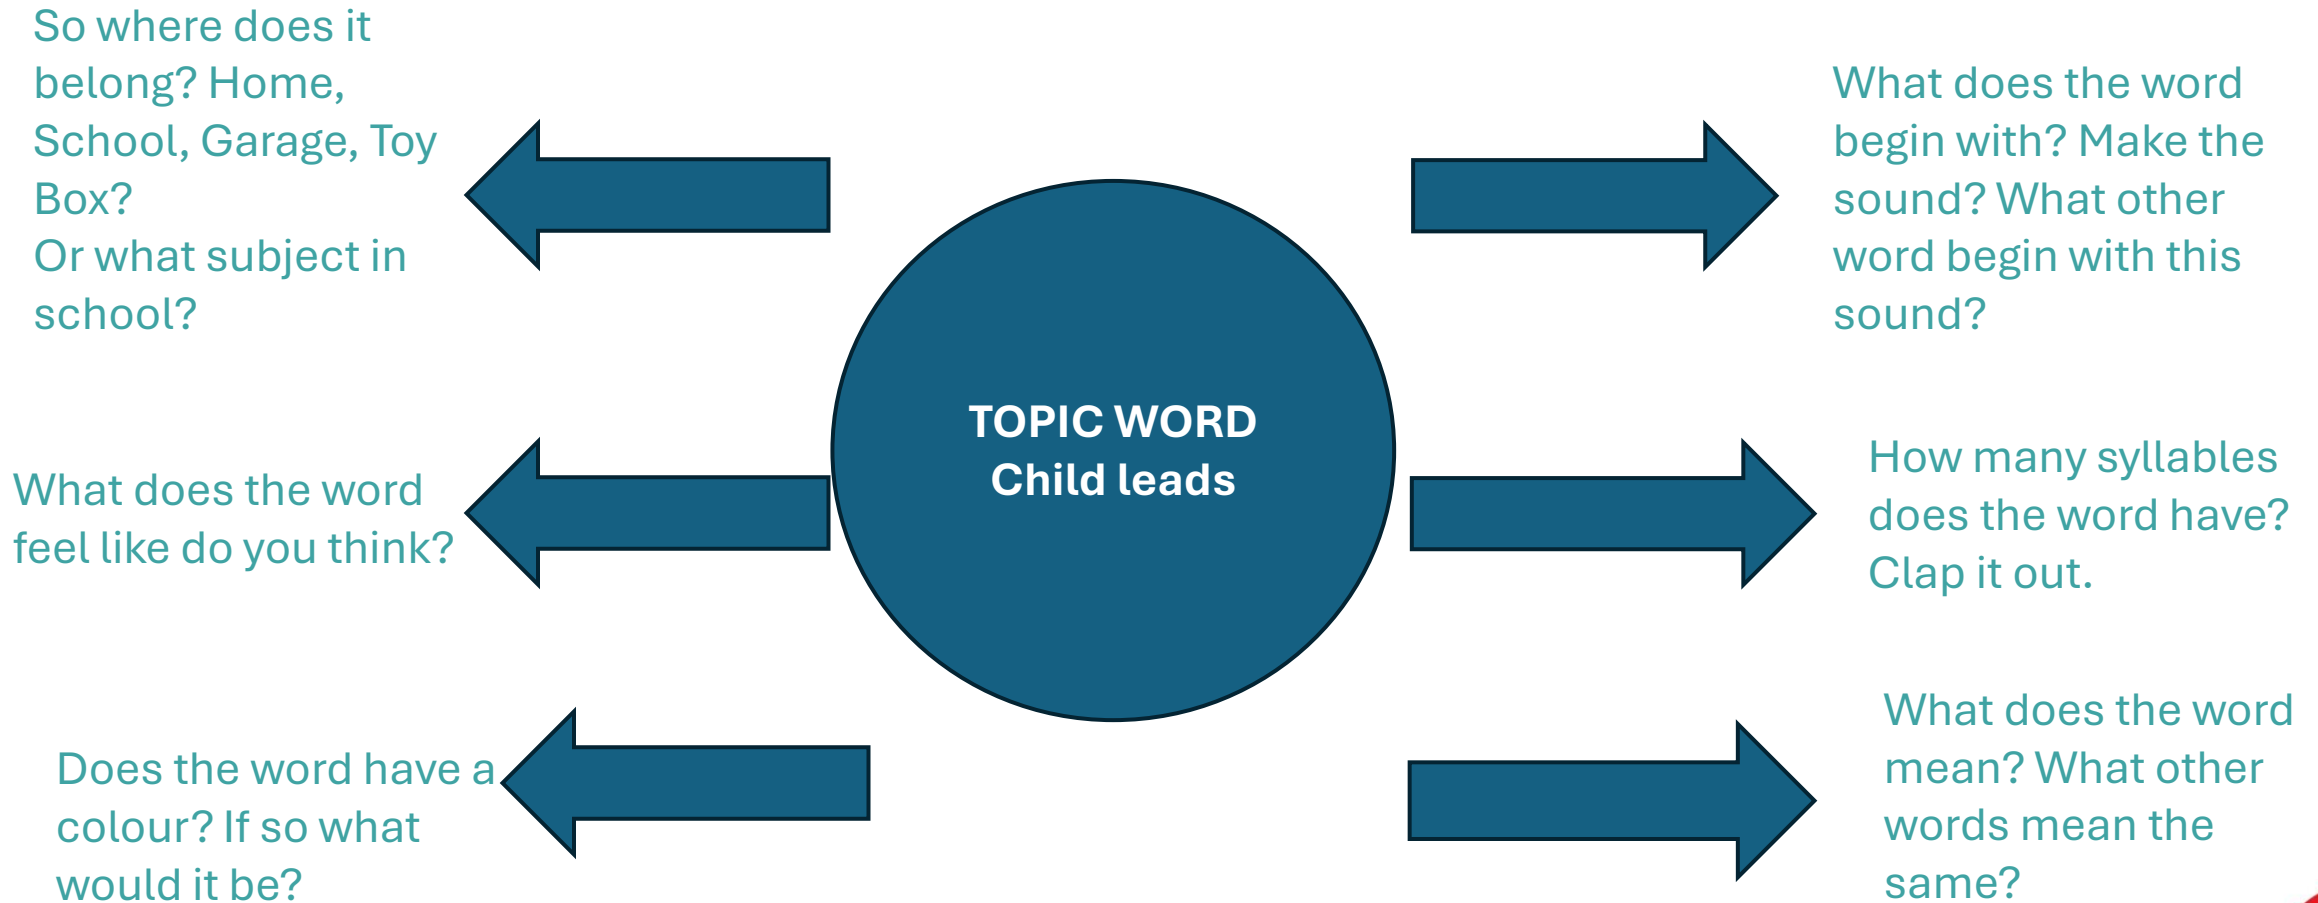 So where does it
belong? Home,
School, Garage, Toy
Box?
Or what subject in
school?
What does the word
feel like do you think?
Does the word have a
colour? If so what
would it be?
TOPIC WORD
Child leads
What does the word
begin with? Make the
sound? What other
word begin with this
sound?
How many syllables
does the word have?
Clap it out.
What does the word
mean? What other
words mean the
same?